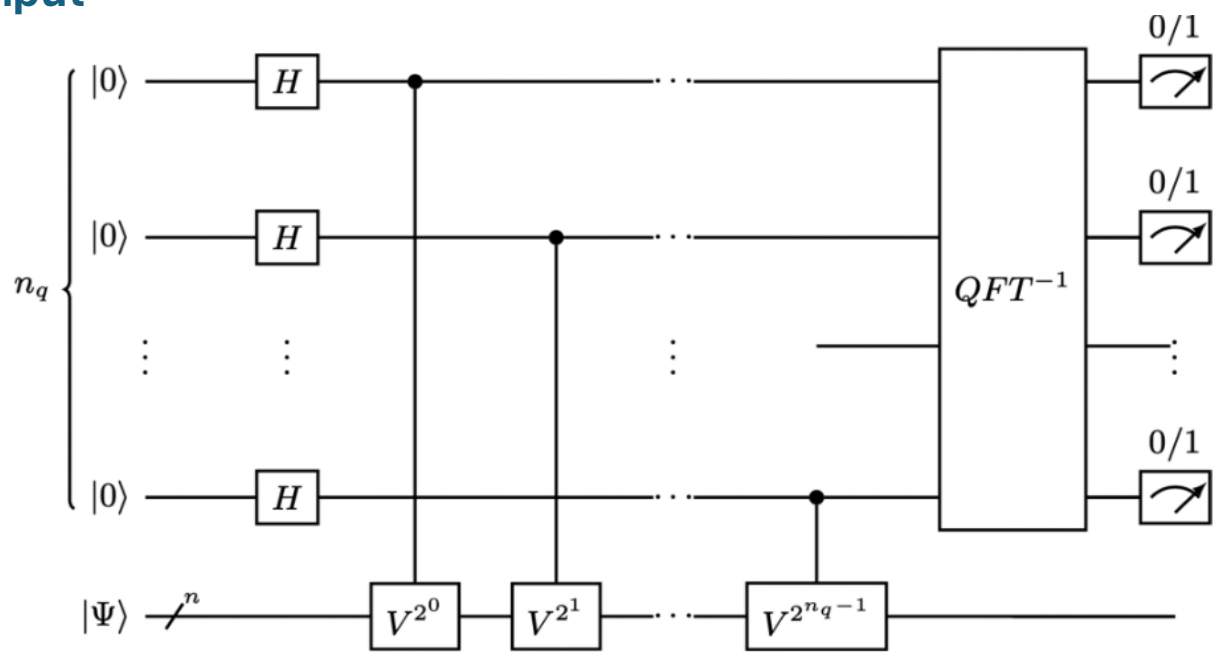 nput
0/1
|0⟩ H ···
0/1
|0⟩ H ···
n_q QFT^{-1}
⋮ ⋮ ⋮ ⋮
0/1
|0⟩ H ···
|Ψ⟩ n V^{2^0} V^{2^1} ··· V^{2^{n_q-1}}